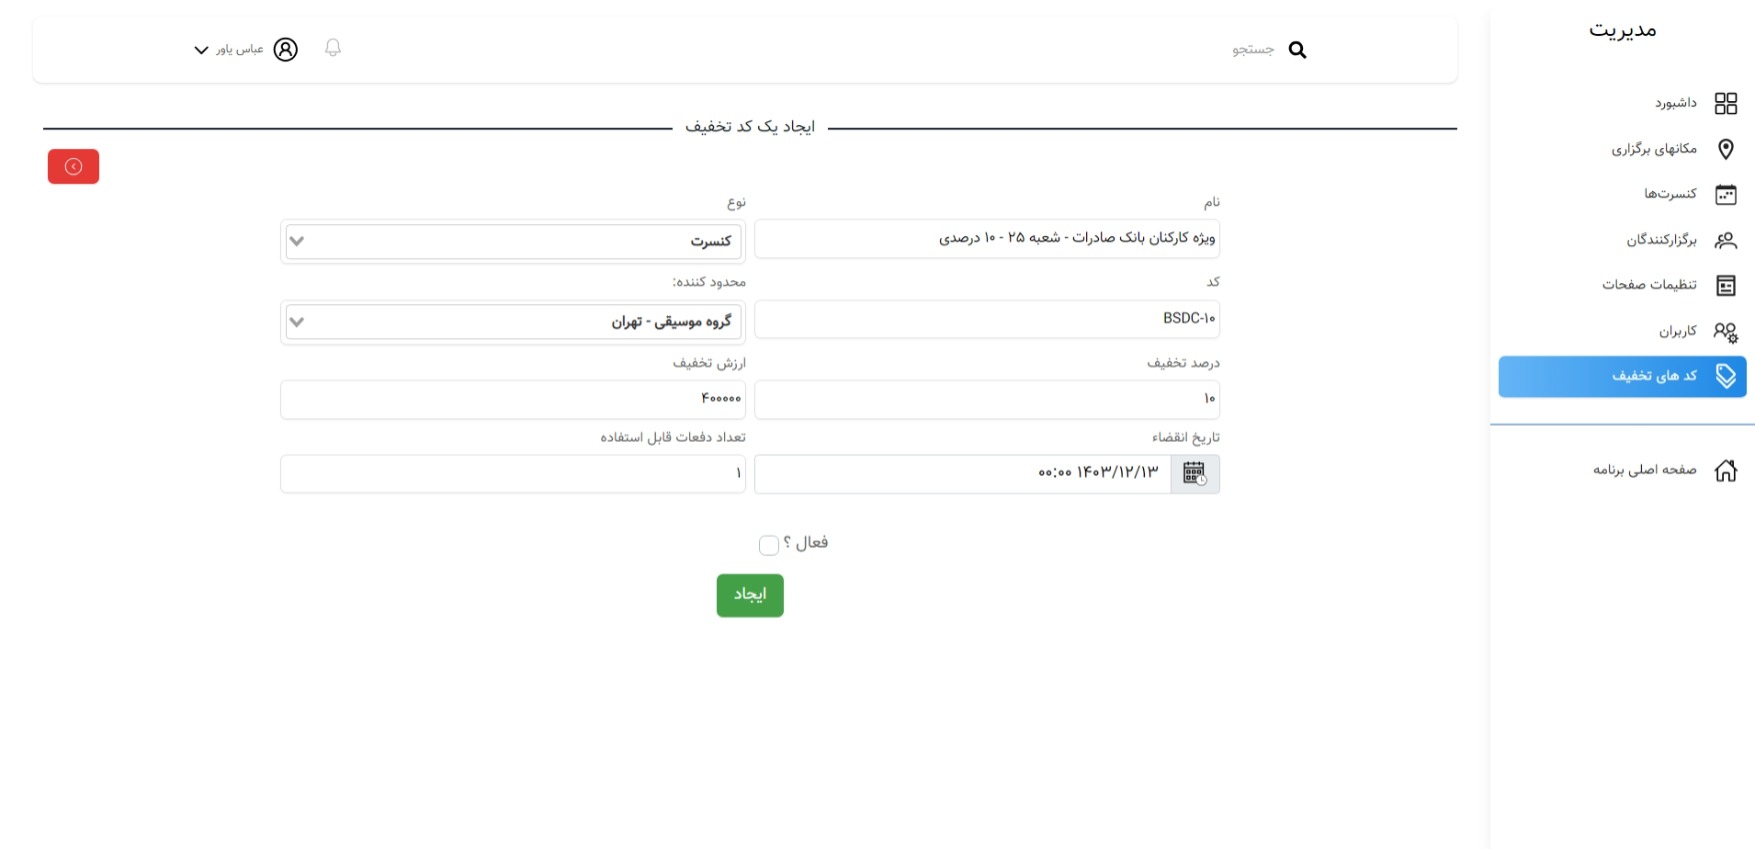 مدیریت
داشبورد
مکانهای برگزاری
کنسرت‌ها
برگزارکنندگان
تنظیمات صفحات
کاربران
کد های تخفیف
صفحه اصلی برنامه
جستجو
عباس یاور
ایجاد یک کد تخفیف
نام
نوع
ویژه کارکنان بانک صادرات - شعبه ۲۵ - ۱۰ درصدی
کنسرت
کد
محدود کننده:
BSDC-۱۰
گروه موسیقی - تهران
درصد تخفیف
ارزش تخفیف
۱۰
۴۰۰۰۰۰
تاریخ انقضاء
تعداد دفعات قابل استفاده
۱۴۰۳/۱۲/۱۳ ۰۰:۰۰
۱
فعال ؟
ایجاد